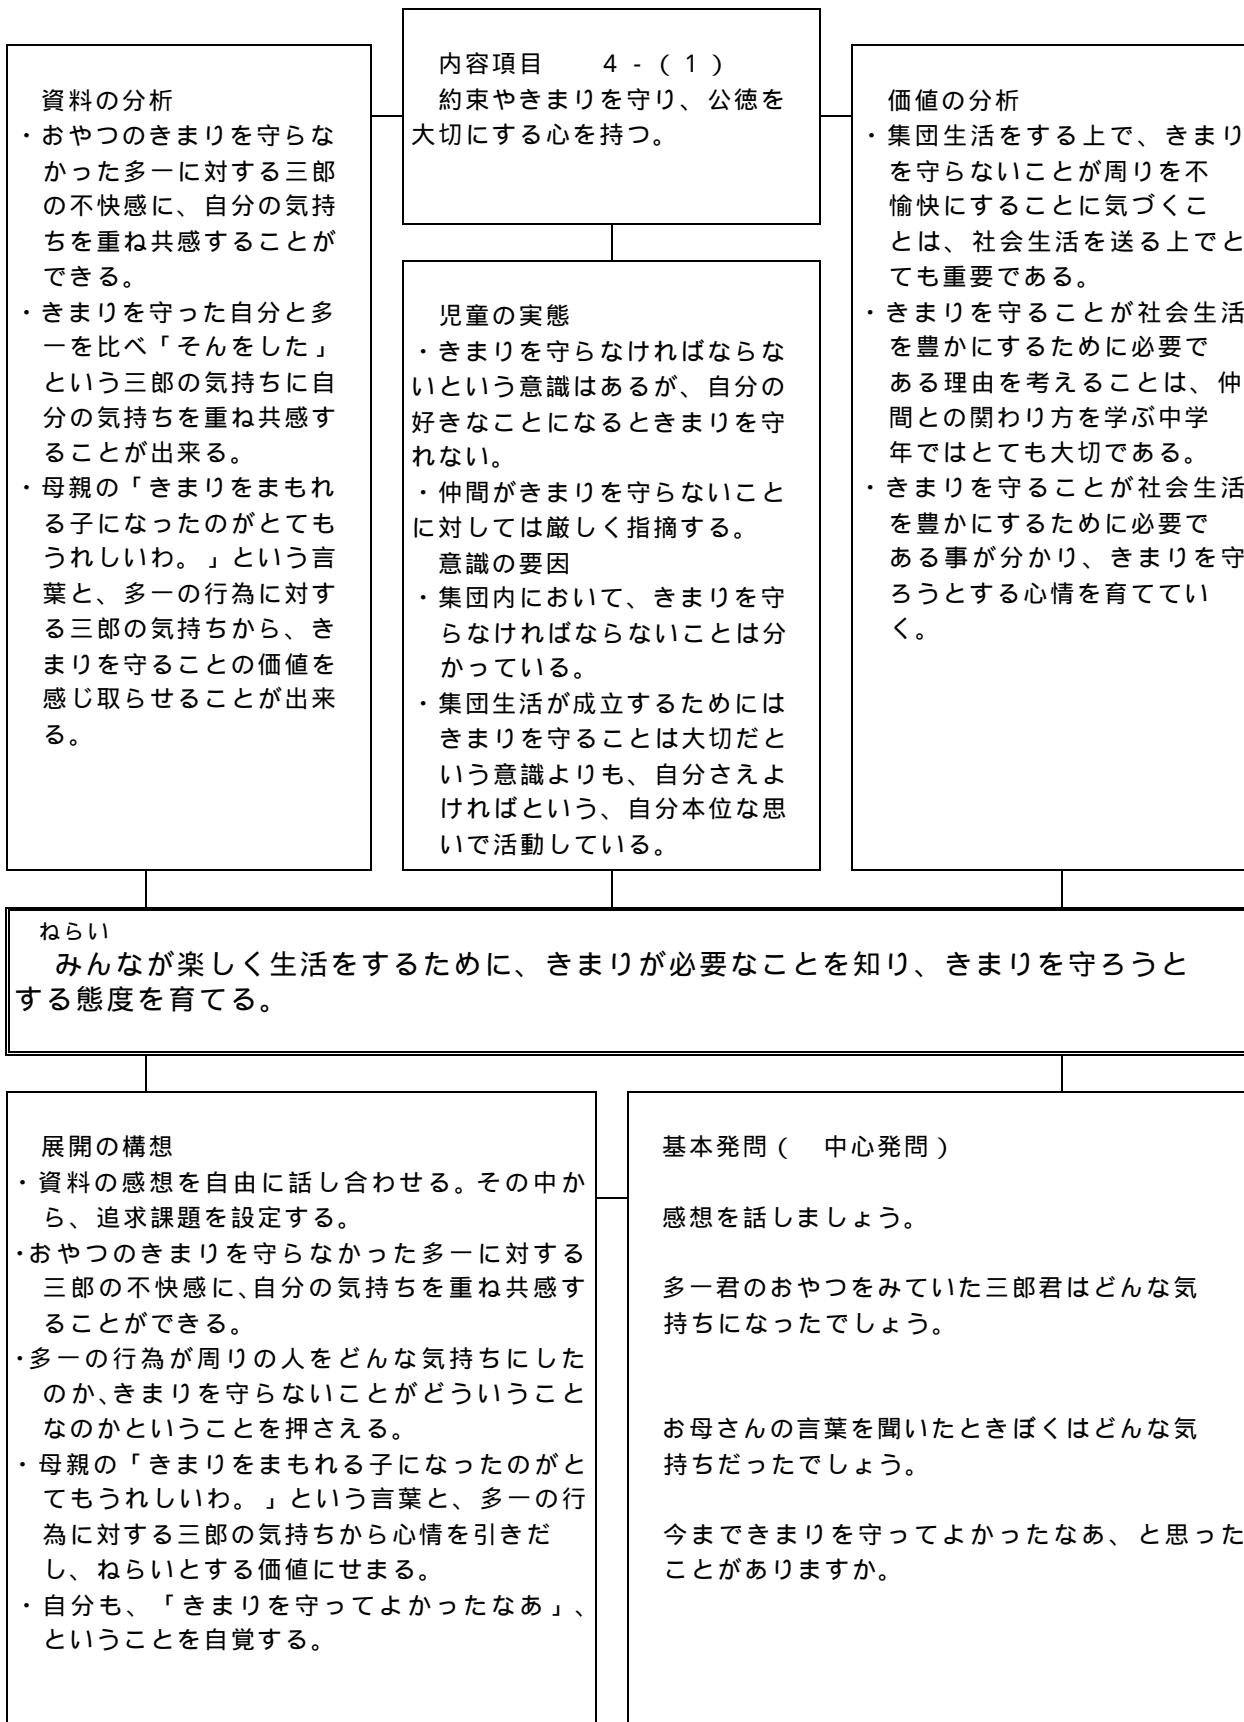 内容項目　　４－（１）
約束やきまりを守り、公徳を
大切にする心を持つ。
資料の分析
・おやつのきまりを守らな
かった多一に対する三郎
の不快感に、自分の気持
ちを重ね共感することが
できる。
・きまりを守った自分と多
一を比べ「そんをした」
という三郎の気持ちに自
分の気持ちを重ね共感す
ることが出来る。
・母親の「きまりをまもれ
る子になったのがとても
うれしいわ。」という言
葉と、多一の行為に対す
る三郎の気持ちから、き
まりを守ることの価値を
感じ取らせることが出来
る。
児童の実態
・きまりを守らなければならな
いという意識はあるが、自分の
好きなことになるときまりを守
れない。
・仲間がきまりを守らないこと
に対しては厳しく指摘する。
意識の要因
・集団内において、きまりを守
らなければならないことは分
かっている。
・集団生活が成立するためには
きまりを守ることは大切だと
いう意識よりも、自分さえよ
ければという、自分本位な思
いで活動している。
価値の分析
・集団生活をする上で、きまり
を守らないことが周りを不
愉快にすることに気づくこ
とは、社会生活を送る上でと
ても重要である。
・きまりを守ることが社会生活
を豊かにするために必要で
ある理由を考えることは、仲
間との関わり方を学ぶ中学
年ではとても大切である。
・きまりを守ることが社会生活
を豊かにするために必要で
ある事が分かり、きまりを守
ろうとする心情を育ててい
く。
ねらい
みんなが楽しく生活をするために、きまりが必要なことを知り、きまりを守ろうと
する態度を育てる。
展開の構想
・資料の感想を自由に話し合わせる。その中か
ら、追求課題を設定する。
・おやつのきまりを守らなかった多一に対する
三郎の不快感に、自分の気持ちを重ね共感す
ることができる。
・多一の行為が周りの人をどんな気持ちにした
のか、きまりを守らないことがどういうこと
なのかということを押さえる。
・母親の「きまりをまもれる子になったのがと
てもうれしいわ。」という言葉と、多一の行
為に対する三郎の気持ちから心情を引きだ
し、ねらいとする価値にせまる。
・自分も、「きまりを守ってよかったなあ」、
ということを自覚する。
基本発問（　中心発問）
感想を話しましょう。
多一君のおやつをみていた三郎君はどんな気
持ちになったでしょう。
お母さんの言葉を聞いたときぼくはどんな気
持ちだったでしょう。
今まできまりを守ってよかったなあ、と思った
ことがありますか。